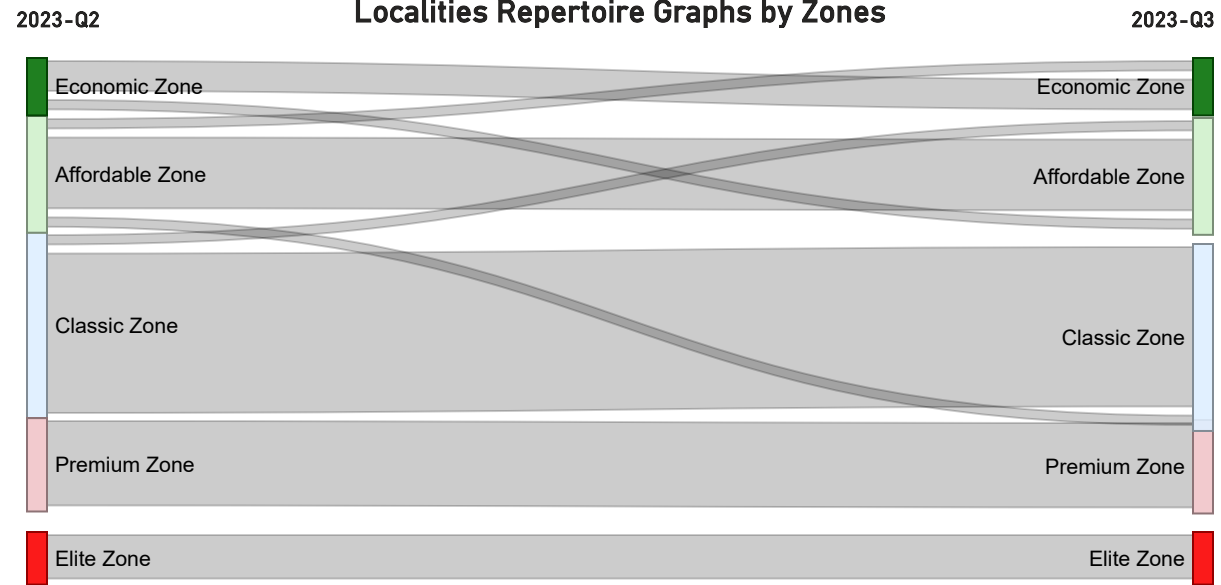 Localities Repertoire Graphs by Zones
2023-Q2
2023-Q3
Economic Zone
Economic Zone
Affordable Zone
Affordable Zone
Classic Zone
Classic Zone
Premium Zone
Premium Zone
Elite Zone
Elite Zone